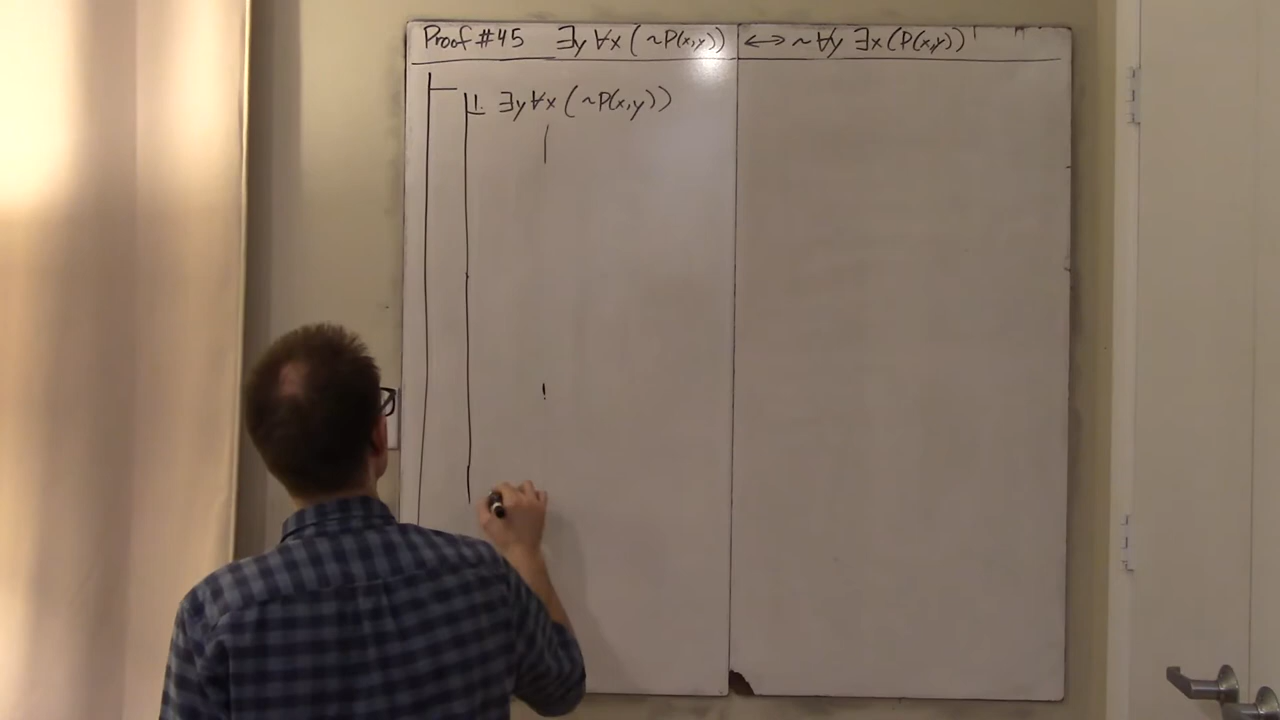 Proof #45 ∃y ∀x (~P(x,y)) ↔ ~∀y ∃x (P(x,y))
1. ∃y ∀x (~P(x,y))